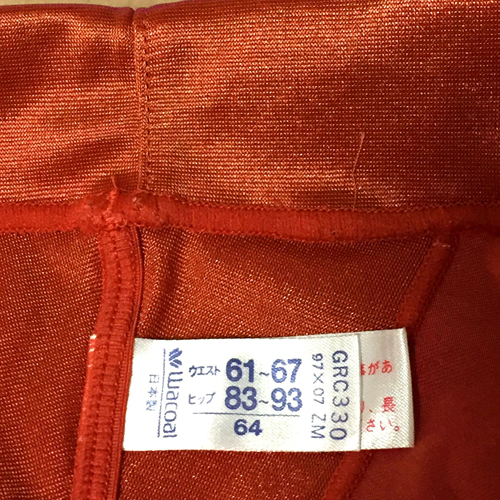 Wacoal
日本製
ウエスト 61~67
ヒップ 83~93
64
GRC330
97×07 ZM
があ
、長
さい。